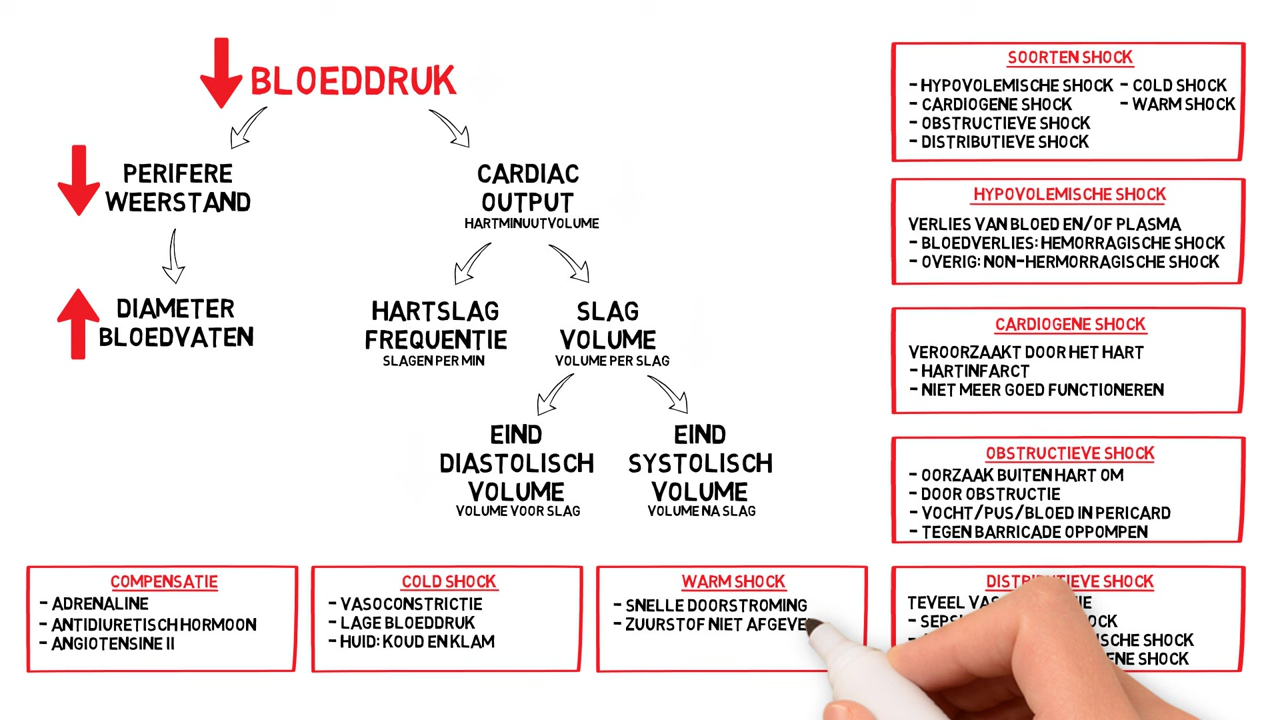 BLOEDDRUK
PERIFERE
WEERSTAND
DIAMETER
BLOEDVATEN
CARDIAC
OUTPUT
HARTMINUUTVOLUME
HARTSLAG
FREQUENTIE
SLAGEN PER MIN
SLAG
VOLUME
VOLUME PER SLAG
EIND
DIASTOLISCH
VOLUME
VOLUME VOOR SLAG
EIND
SYSTOLISCH
VOLUME
VOLUME NA SLAG
SOORTEN SHOCK
- HYPOVOLEMISCHE SHOCK - COLD SHOCK
- CARDIOGENE SHOCK - WARM SHOCK
- OBSTRUCTIEVE SHOCK
- DISTRIBUTIEVE SHOCK
HYPOVOLEMISCHE SHOCK
VERLIES VAN BLOED EN/OF PLASMA
- BLOEDVERLIES: HEMORRAGISCHE SHOCK
- OVERIG: NON-HERMORRAGISCHE SHOCK
CARDIOGENE SHOCK
VEROORZAAKT DOOR HET HART
- HARTINFARCT
- NIET MEER GOED FUNCTIONEREN
OBSTRUCTIEVE SHOCK
- OORZAAK BUITEN HART OM
- DOOR OBSTRUCTIE
- VOCHT/PUS/BLOED IN PERICARD
- TEGEN BARRICADE OPPOMPEN
COMPENSATIE
- ADRENALINE
- ANTIDIURETISCH HORMOON
- ANGIOTENSINE II
COLD SHOCK
- VASOCONSTRICTIE
- LAGE BLOEDDRUK
- HUID: KOUD EN KLAM
WARM SHOCK
- SNELLE DOORSTROMING
- ZUURSTOF NIET
DISTRIBUTIEVE SHOCK
TEVEEL
SHOCK
SHOCK